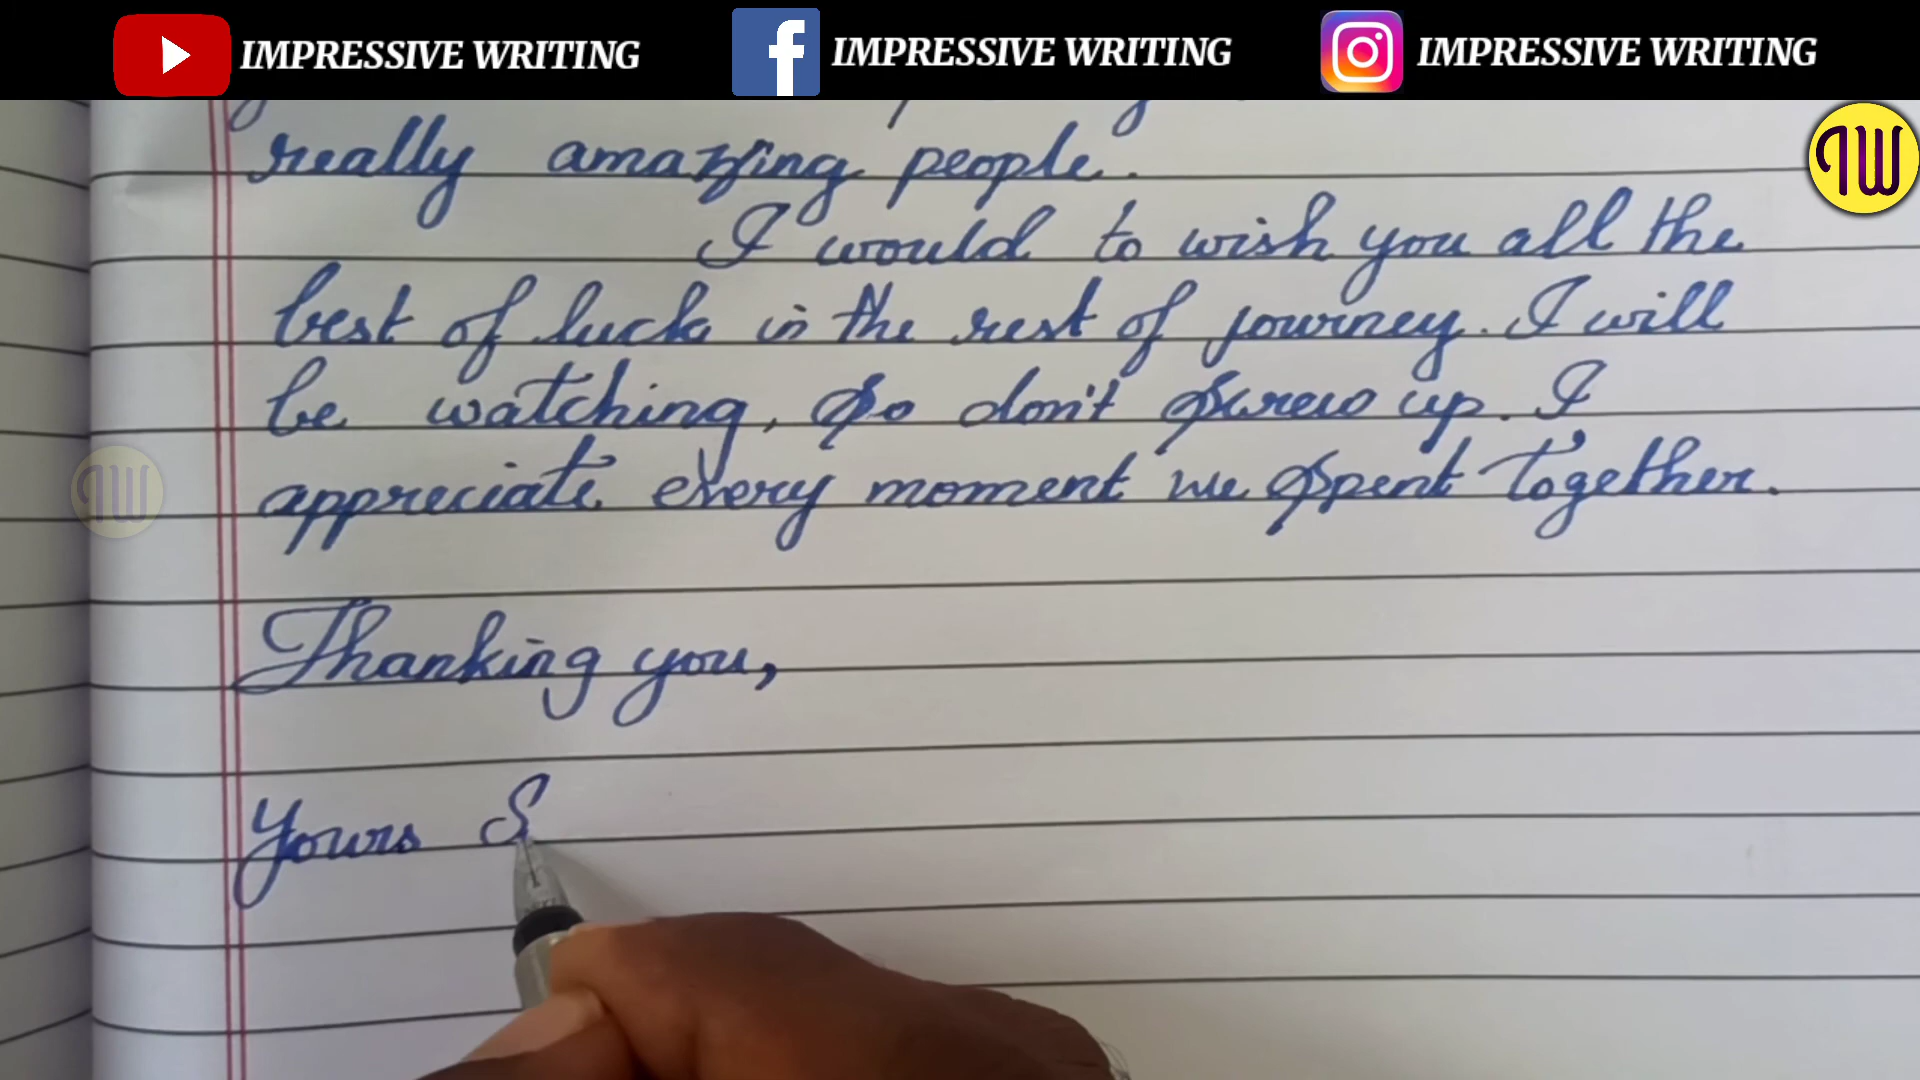 IMPRESSIVE WRITING IMPRESSIVE WRITING IMPRESSIVE WRITING
IW
really amazing people.
I would to wish you all the
best of luck in the rest of journey. I will
be watching, so don't screw up. I
appreciate every moment we spent together.
IW
Thanking you,
Yours S